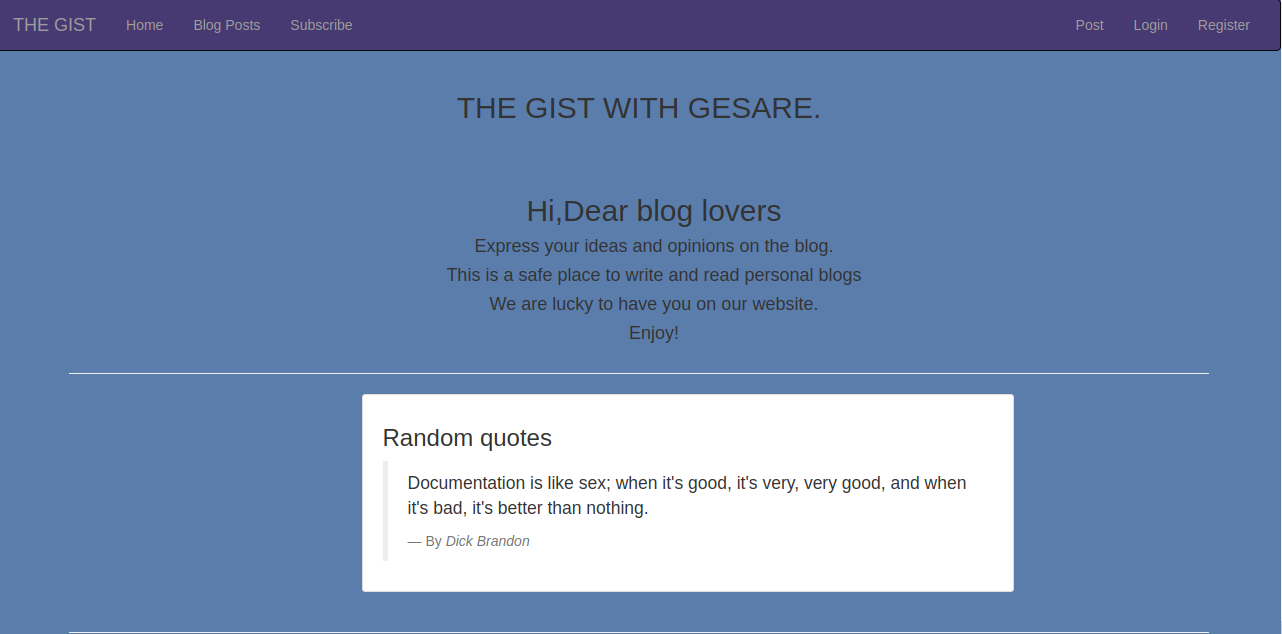 THE GIST Home Blog Posts Subscribe Post Login Register
THE GIST WITH GESARE.
Hi,Dear blog lovers
Express your ideas and opinions on the blog.
This is a safe place to write and read personal blogs
We are lucky to have you on our website.
Enjoy!
Random quotes
Documentation is like sex; when it's good, it's very, very good, and when
it's bad, it's better than nothing.
— By Dick Brandon